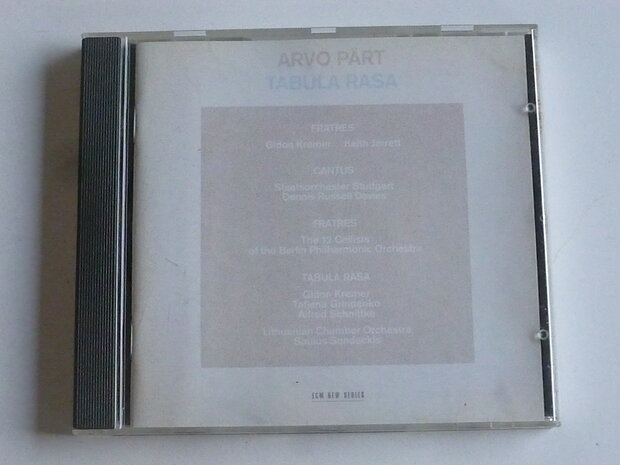 ARVO PÄRT
TABULA RASA
FRATRES
Gidon Kremer Keith Jarrett
CANTUS
Staatsorchester Stuttgart
Dennis Russell Davies
FRATRES
The 12 Cellists
of the Berlin Philharmonic Orchestra
TABULA RASA
Gidon Kremer
Tatjana Grindenko
Alfred Schnittke
Lithuanian Chamber Orchestra
Saulus Sondeckis
ECM NEW SERIES